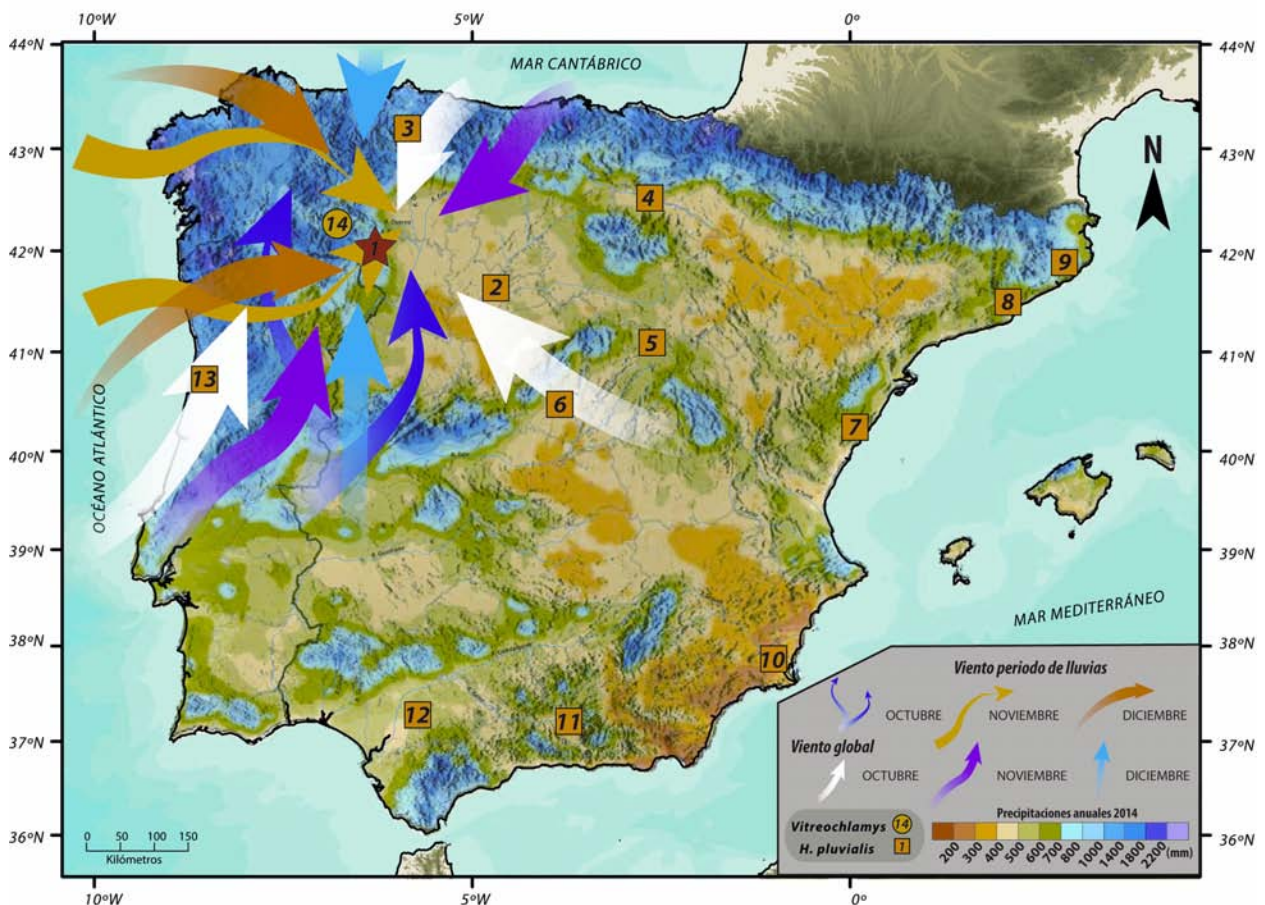 10ºW 5ºW 0º
44ºN 44ºN
MAR CANTÁBRICO
3
43ºN 43ºN
N
4
14
42ºN 1 42ºN
9
2
8
5
41ºN 41ºN
13
6
7
OCÉANO ATLÁNTICO
40ºN 40ºN
39ºN 39ºN
MAR MEDITERRÁNEO
38ºN 38ºN
10
12
11
37ºN 37ºN
36ºN 36ºN
0 50 100 150
Kilómetros
Viento periodo de lluvias
OCTUBRE NOVIEMBRE DICIEMBRE
Viento global
OCTUBRE NOVIEMBRE DICIEMBRE
Precipitaciones anuales 2014
Vitreochlamys 14
H. pluvialis 1
200 300 400 500 600 700 800 1000 1400 1800 2200 (mm)
10ºW 5ºW 0º